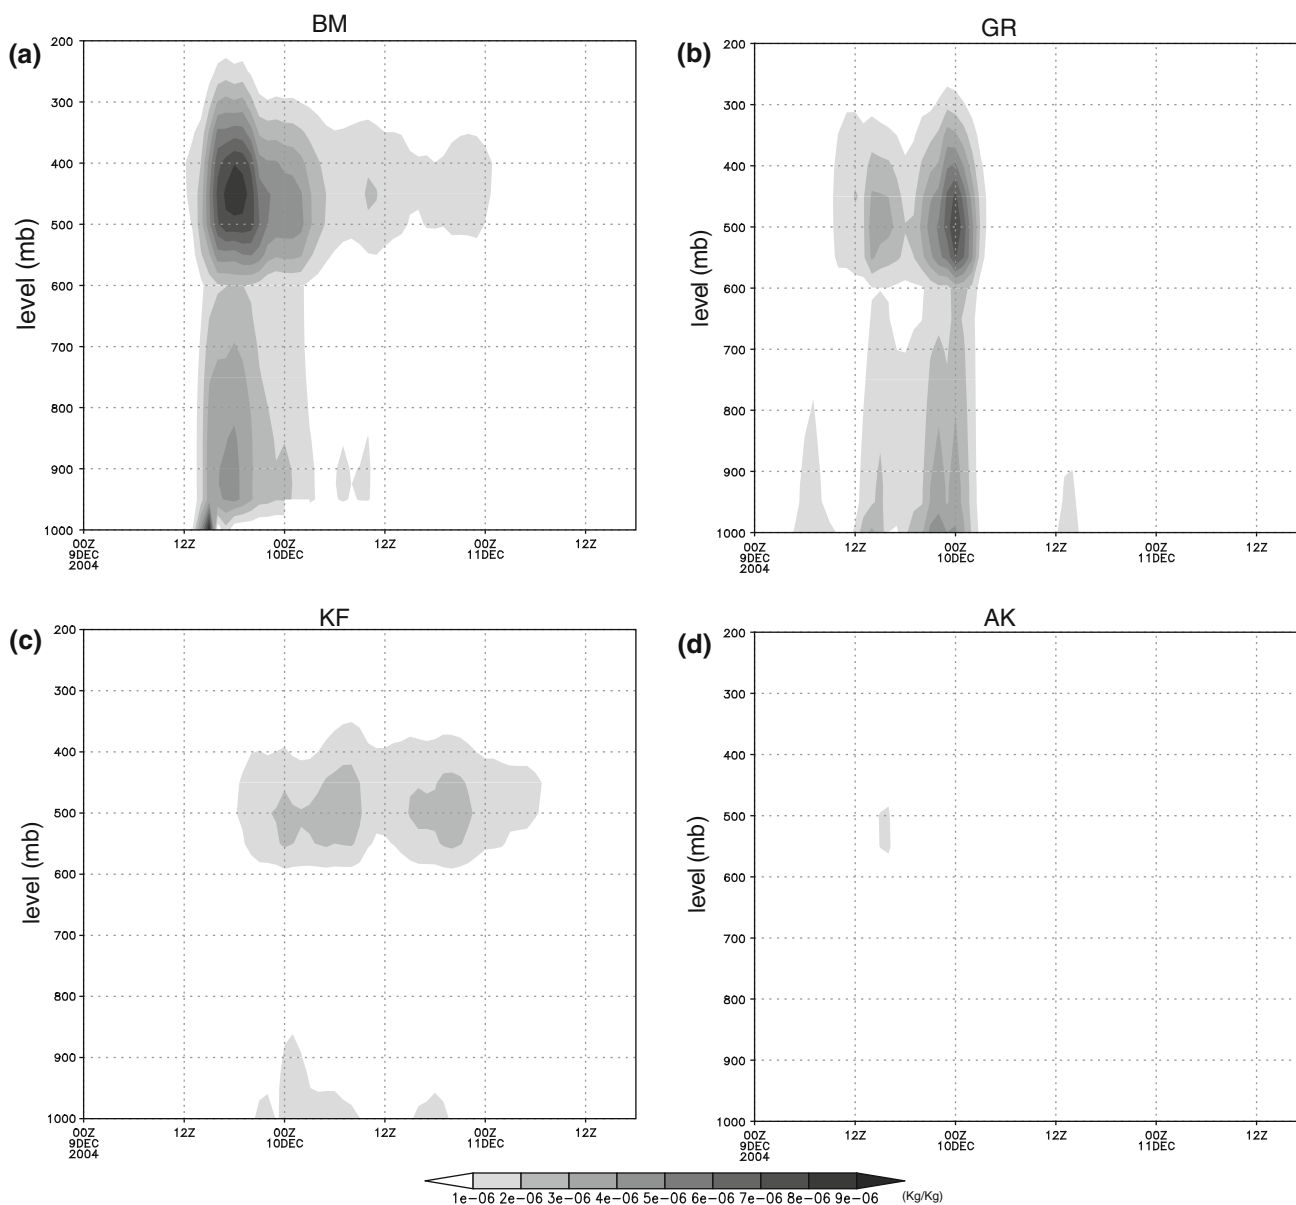 BM
(a)
level (mb)
200
300
400
500
600
700
800
900
1000
00Z
9DEC
2004
12Z
00Z
10DEC
12Z
00Z
11DEC
12Z
GR
(b)
level (mb)
200
300
400
500
600
700
800
900
1000
00Z
9DEC
2004
12Z
00Z
10DEC
12Z
00Z
11DEC
12Z
KF
(c)
level (mb)
200
300
400
500
600
700
800
900
1000
00Z
9DEC
2004
12Z
00Z
10DEC
12Z
00Z
11DEC
12Z
AK
(d)
level (mb)
200
300
400
500
600
700
800
900
1000
00Z
9DEC
2004
12Z
00Z
10DEC
12Z
00Z
11DEC
12Z
1e-06 2e-06 3e-06 4e-06 5e-06 6e-06 7e-06 8e-06 9e-06 (Kg/Kg)